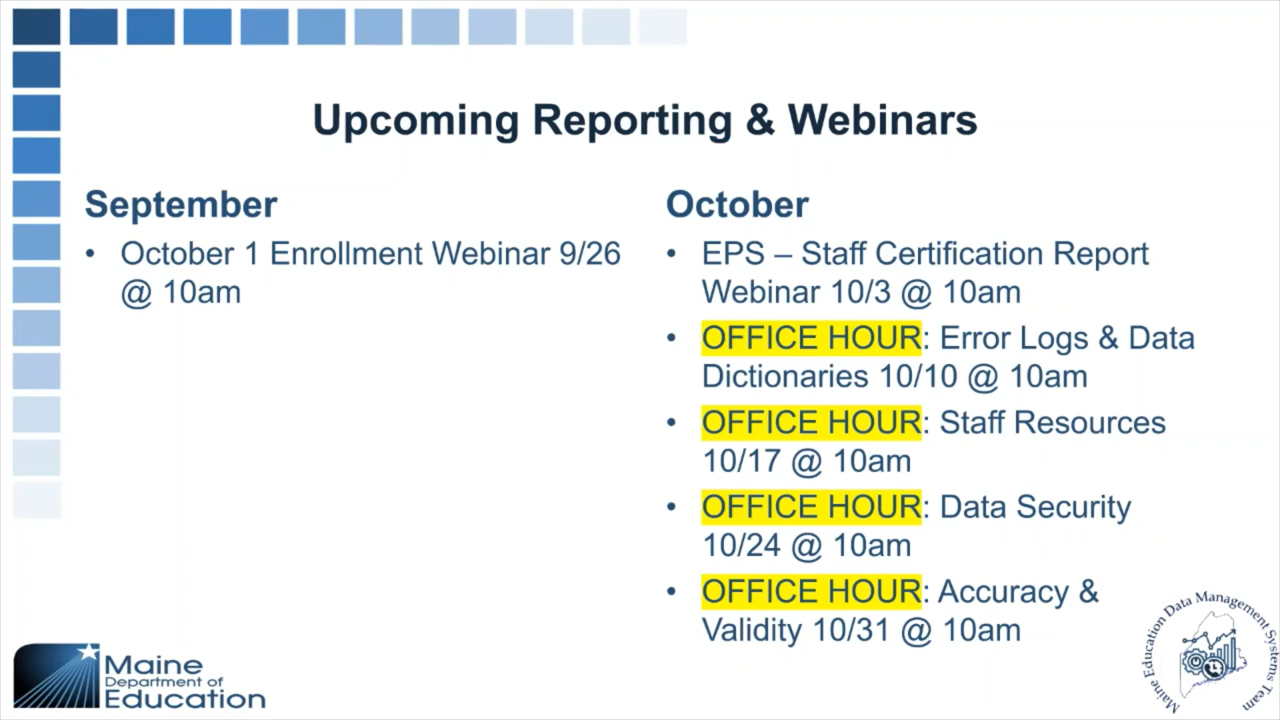 Upcoming Reporting & Webinars
September
• October 1 Enrollment Webinar 9/26
@ 10am
October
• EPS – Staff Certification Report
Webinar 10/3 @ 10am
• OFFICE HOUR: Error Logs & Data
Dictionaries 10/10 @ 10am
• OFFICE HOUR: Staff Resources
10/17 @ 10am
• OFFICE HOUR: Data Security
10/24 @ 10am
• OFFICE HOUR: Accuracy &
Validity 10/31 @ 10am
Maine
Department of
Education
Maine Education Data Management Systems Team